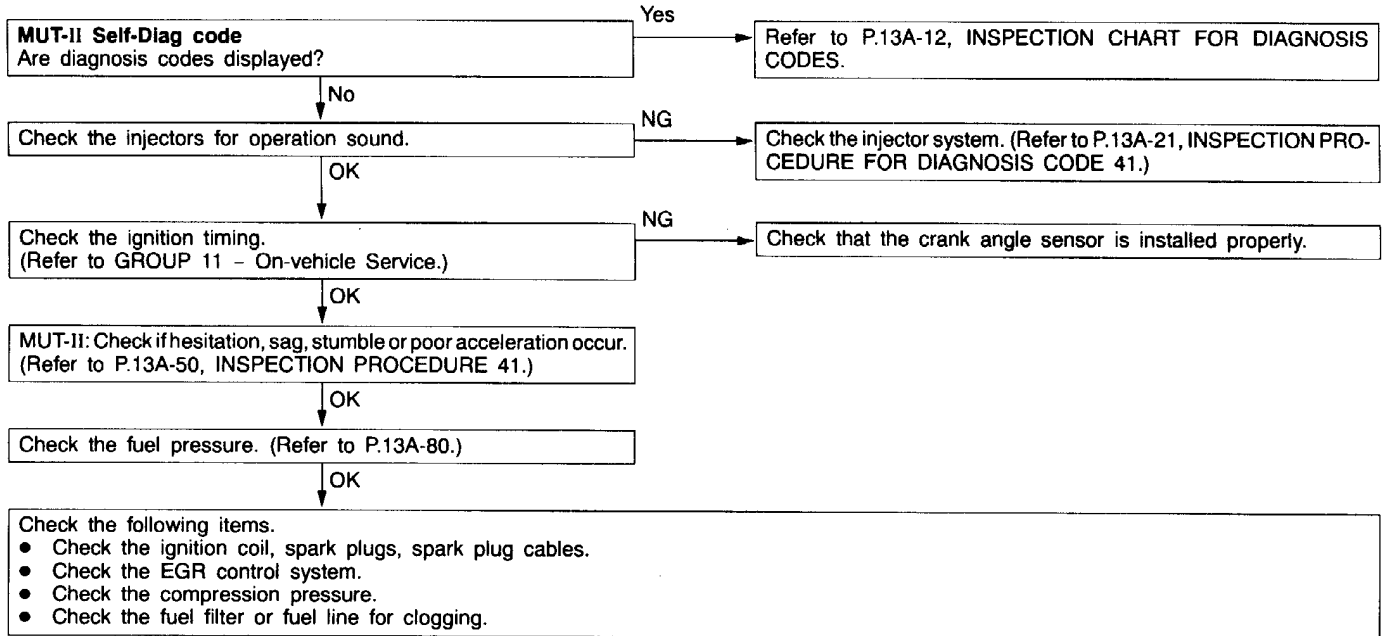 MUT-II Self-Diag code
Are diagnosis codes displayed?
Yes
Refer to P.13A-12, INSPECTION CHART FOR DIAGNOSIS
CODES.
No
Check the injectors for operation sound.
NG
Check the injector system. (Refer to P.13A-21, INSPECTION PRO-
CEDURE FOR DIAGNOSIS CODE 41.)
OK
Check the ignition timing.
(Refer to GROUP 11 – On-vehicle Service.)
NG
Check that the crank angle sensor is installed properly.
OK
MUT-II: Check if hesitation, sag, stumble or poor acceleration occur.
(Refer to P.13A-50, INSPECTION PROCEDURE 41.)
OK
Check the fuel pressure. (Refer to P.13A-80.)
OK
Check the following items.
● Check the ignition coil, spark plugs, spark plug cables.
● Check the EGR control system.
● Check the compression pressure.
● Check the fuel filter or fuel line for clogging.